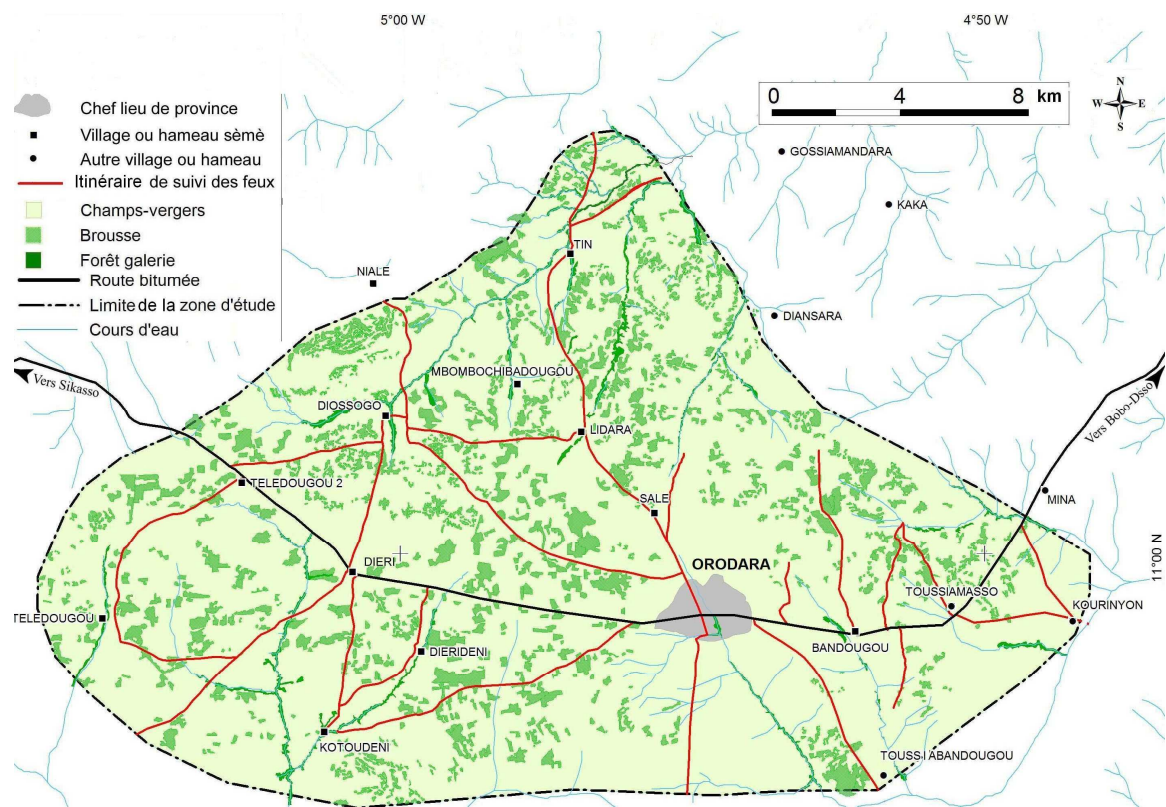 5°00 W
4°50 W
Chef lieu de province
Village ou hameau sèmè
Autre village ou hameau
Itinéraire de suivi des feux
Champs-vergers
Brousse
Forêt galerie
Route bitumée
Limite de la zone d'étude
Cours d'eau
0 4 8 km
N
W E
S
GOSSIAMANDARA
KAKA
TIN
NIALE
DIANSARA
Vers Sikasso
MBOMBOCHIBADOUGOU
Vers Bobo-Dsso
DIOSSOGO
LIDARA
TELEDOUGOU 2
SALE
MINA
11°00 N
DIERI
ORODARA
TOUSSIAMASSO
TELEDOUGOU
KOURINYON
DIERIDENI
BANDOUGOU
KOTOUDENI
TOUSSIABANDOUGOU